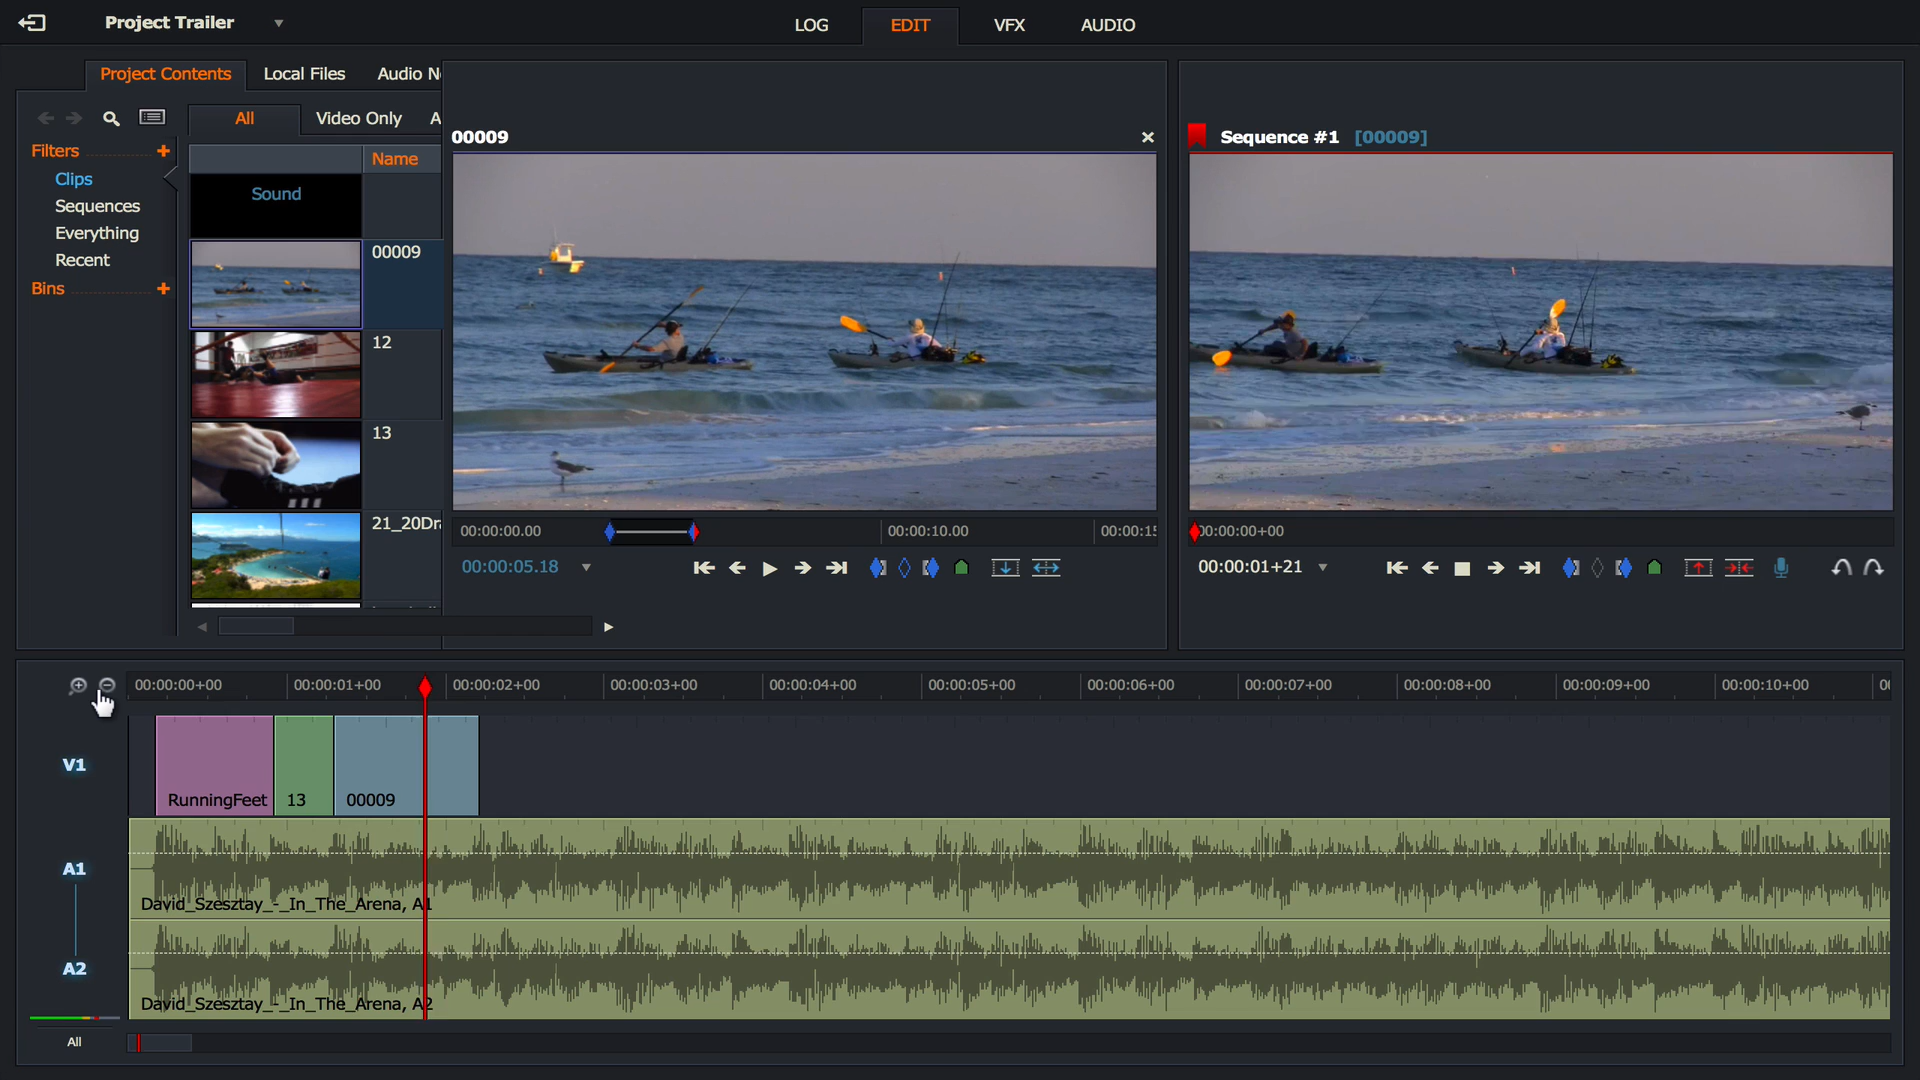 Project Trailer
LOG
EDIT
VFX
AUDIO
Project Contents
Local Files
Audio N
All
Video Only
A
Filters
Clips
Sequences
Everything
Recent
Bins
Name
Sound
00009
12
13
21_20Dr
00009
00:00:00.00
00:00:10.00
00:00:15
00:00:05.18
Sequence #1 [00009]
00:00:00+00
00:00:01+21
00:00:00+00
00:00:01+00
00:00:02+00
00:00:03+00
00:00:04+00
00:00:05+00
00:00:06+00
00:00:07+00
00:00:08+00
00:00:09+00
00:00:10+00
V1
RunningFeet
13
00009
A1
David_Szesztay_-_In_The_Arena, A1
A2
David_Szesztay_-_In_The_Arena, A2
All